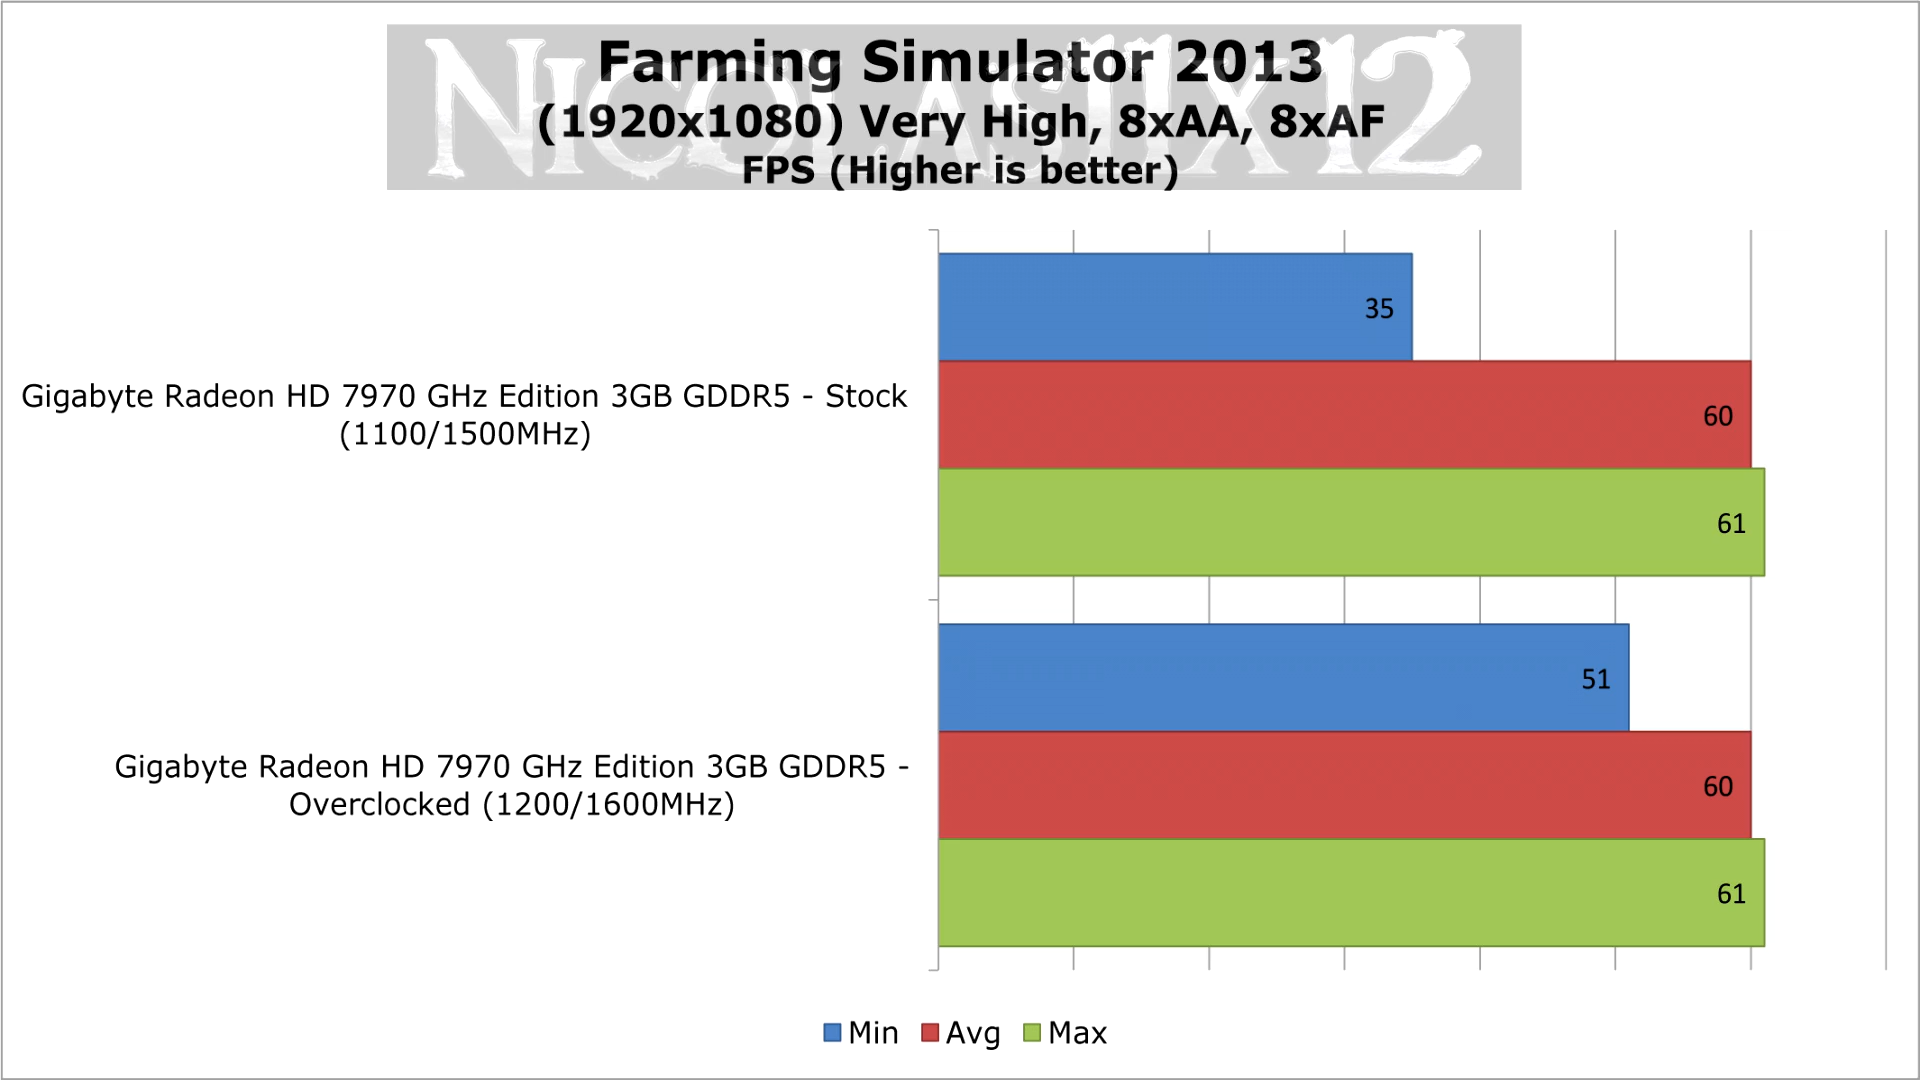 Nicolas11x12
Farming Simulator 2013
(1920x1080) Very High, 8xAA, 8xAF
FPS (Higher is better)
Gigabyte Radeon HD 7970 GHz Edition 3GB GDDR5 - Stock
(1100/1500MHz)
35
60
61
Gigabyte Radeon HD 7970 GHz Edition 3GB GDDR5 -
Overclocked (1200/1600MHz)
51
60
61
Min Avg Max